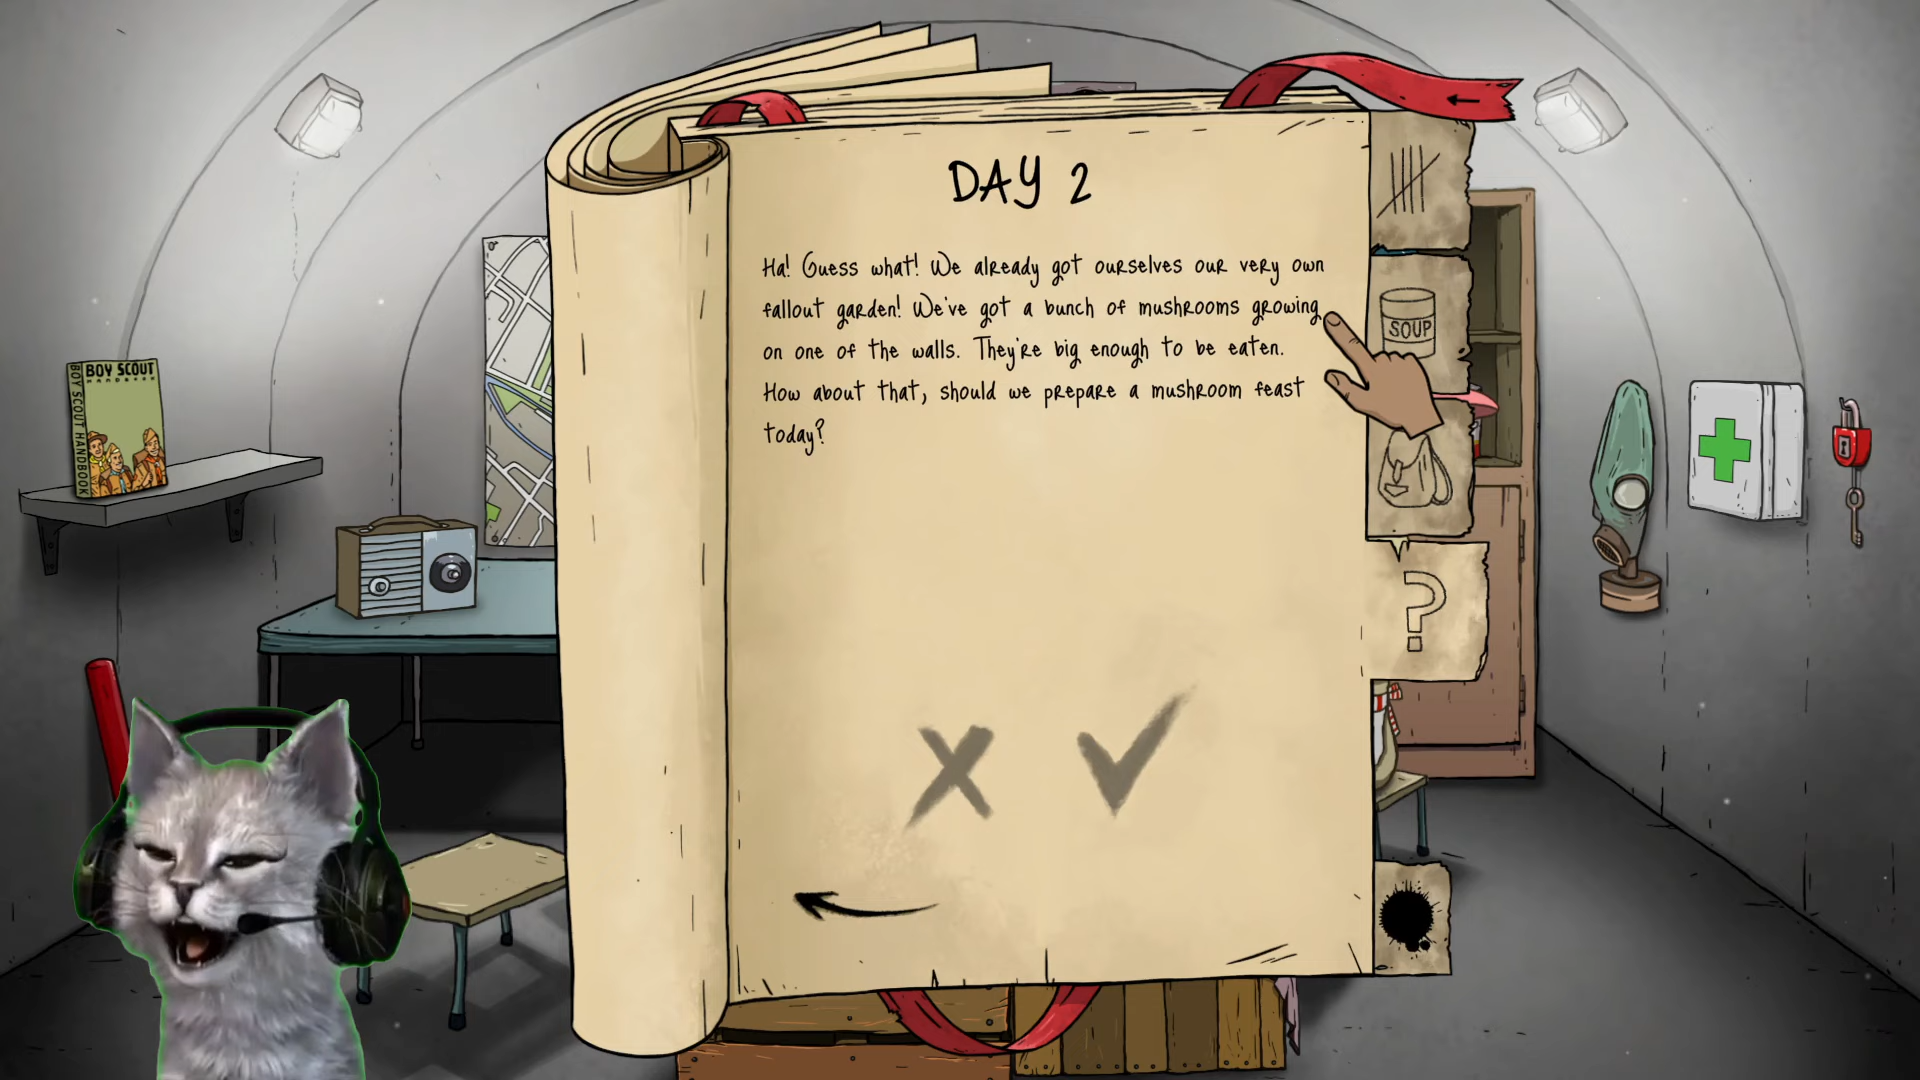 DAY 2
Ha! Guess what! We already got ourselves our very own
fallout garden! We've got a bunch of mushrooms growing
on one of the walls. They're big enough to be eaten.
How about that, should we prepare a mushroom feast
today?
SOUP
BOY SCOUT
HANDBOOK
BOY SCOUT HANDBOOK